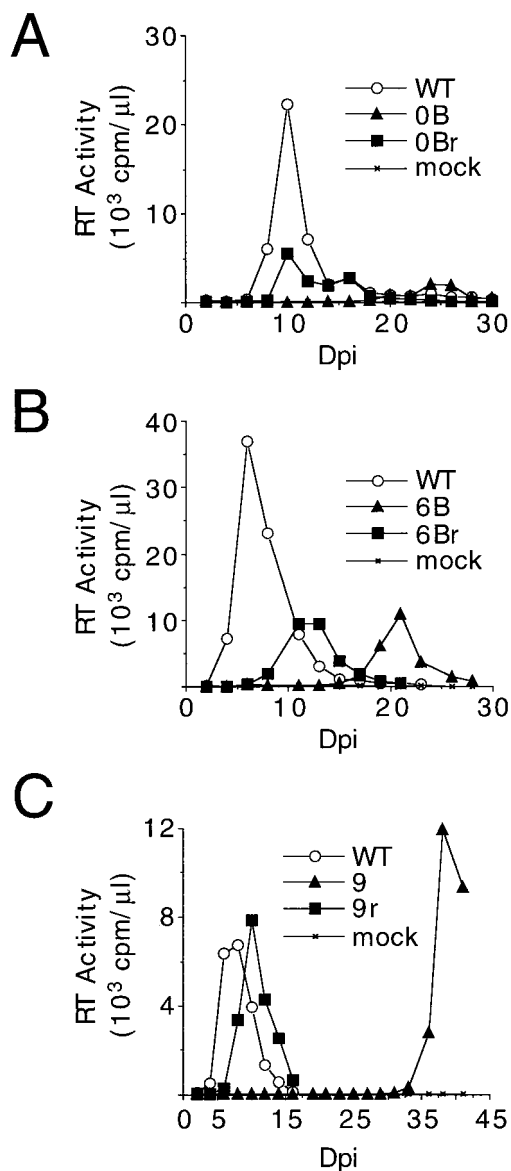 A
30
20
10
0
RT Activity
(10³ cpm/μl)
WT
0B
0Br
mock
0 10 20 30
Dpi
B
40
30
20
10
0
RT Activity
(10³ cpm/μl)
WT
6B
6Br
mock
0 10 20 30
Dpi
C
12
8
4
RT Activity
(10³ cpm/μl)
WT
9
9r
mock
0 5 15 25 35 45
Dpi